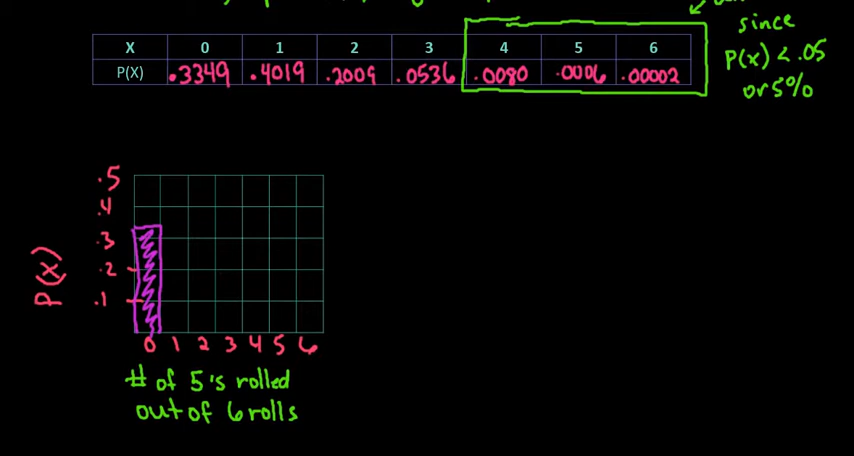 since
P(x) < .05
or 5%
X 0 1 2 3 4 5 6
P(X) .3349 .4019 .2009 .0536 .0080 .0006 .00002
.5
.4
.3
.2
.1
P(x)
0 1 2 3 4 5 6
# of 5's rolled
out of 6 rolls